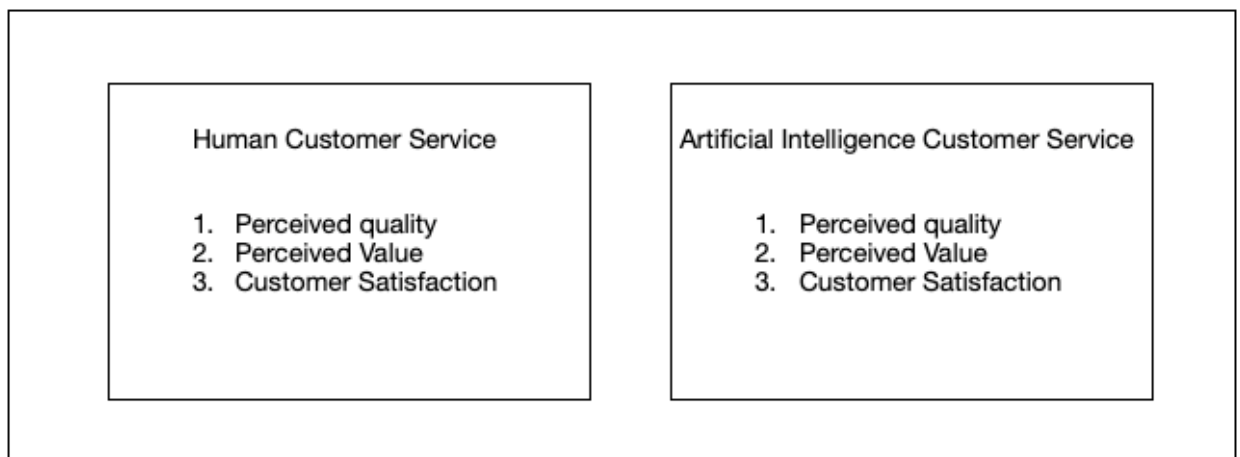 Human Customer Service
1. Perceived quality
2. Perceived Value
3. Customer Satisfaction
Artificial Intelligence Customer Service
1. Perceived quality
2. Perceived Value
3. Customer Satisfaction